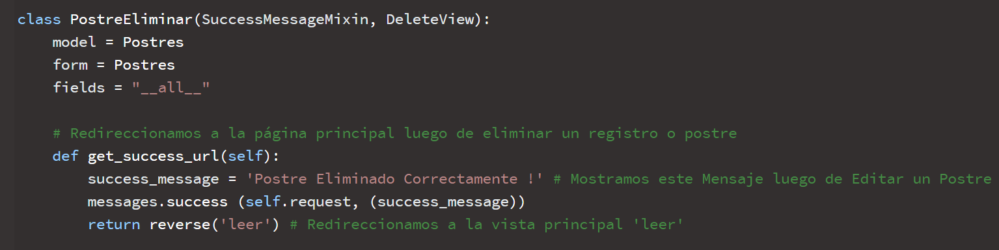 class PostreEliminar(SuccessMessageMixin, DeleteView):
    model = Postres
    form = Postres
    fields = "__all__"

    # Redireccionamos a la página principal luego de eliminar un registro o postre
    def get_success_url(self):
        success_message = 'Postre Eliminado Correctamente !' # Mostramos este Mensaje luego de Editar un Postre
        messages.success (self.request, (success_message))
        return reverse('leer') # Redireccionamos a la vista principal 'leer'